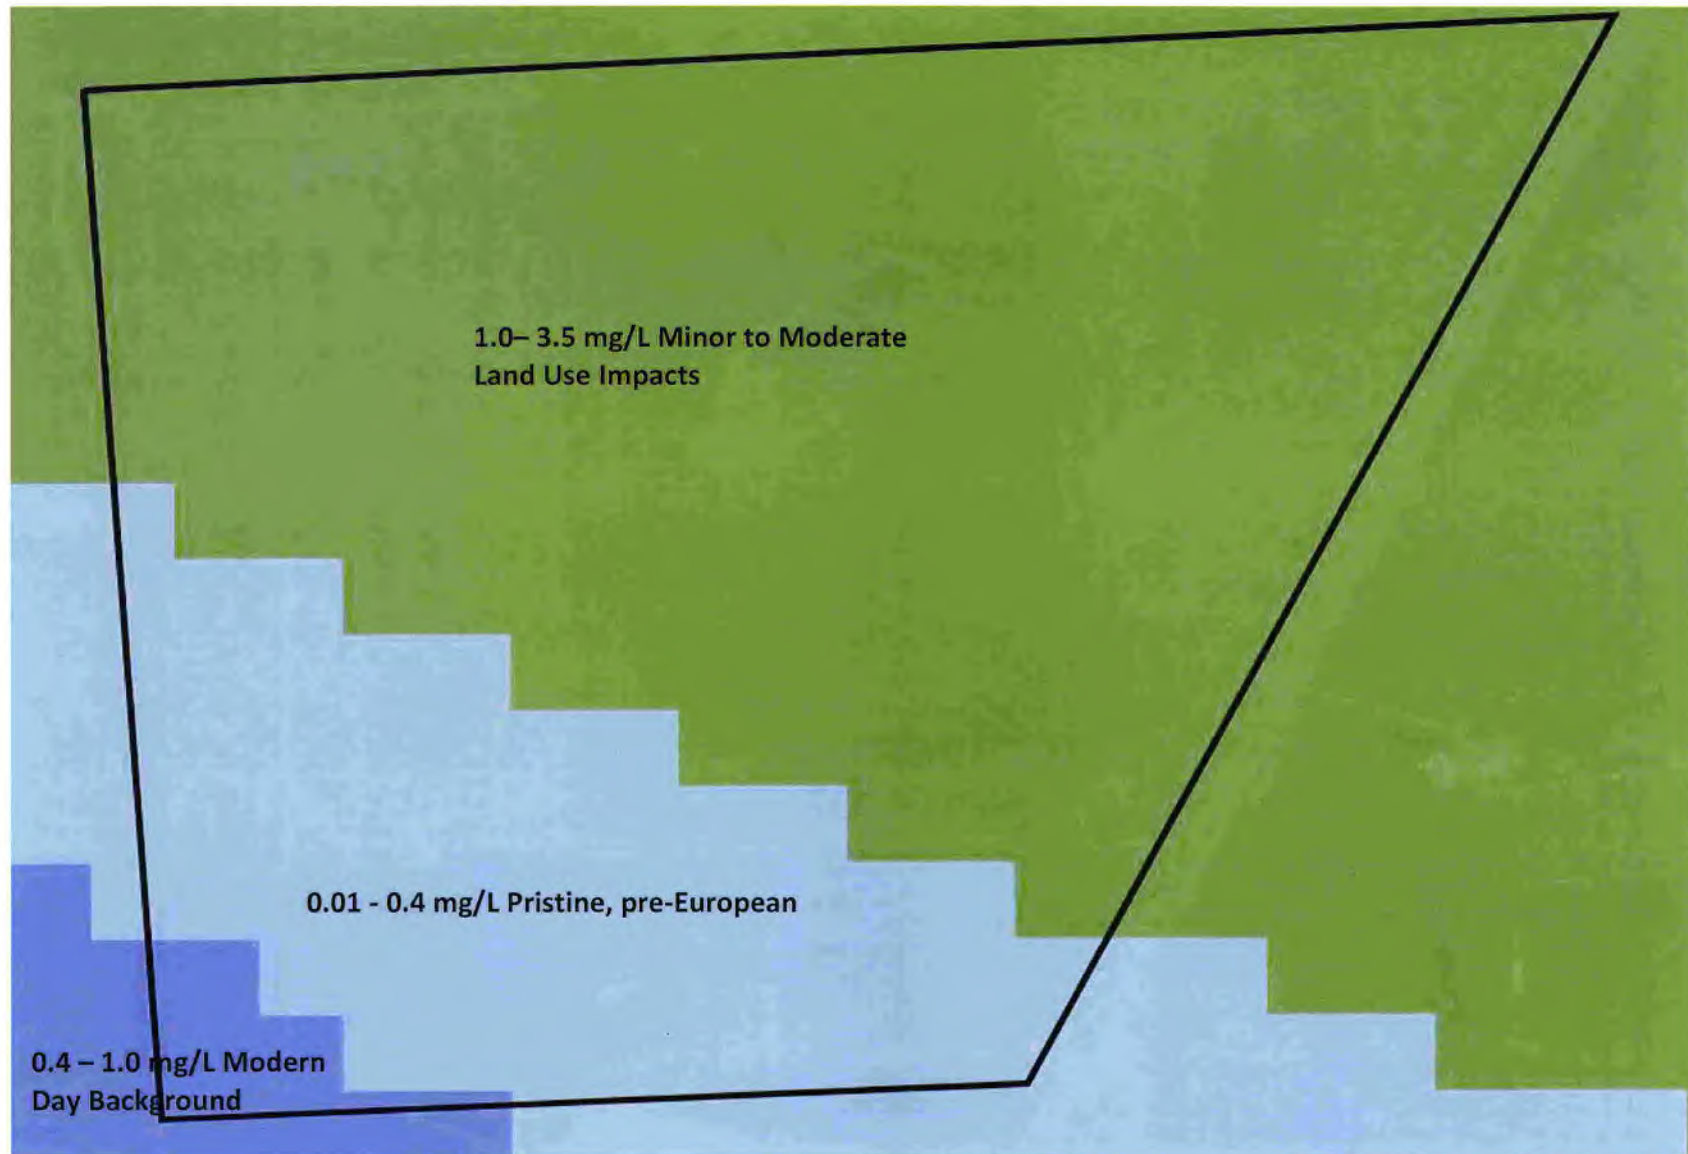 1.0– 3.5 mg/L Minor to Moderate
Land Use Impacts
0.01 - 0.4 mg/L Pristine, pre-European
0.4 – 1.0 mg/L Modern
Day Background